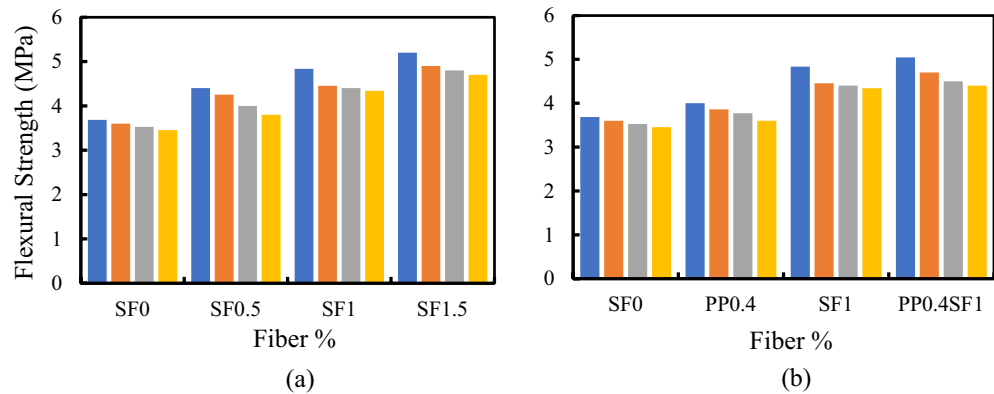 Flexural Strength (MPa)
6
5
4
3
2
1
0
SF0 SF0.5 SF1 SF1.5
Fiber %
(a)
6
5
4
3
2
1
0
SF0 PP0.4 SF1 PP0.4SF1
Fiber %
(b)